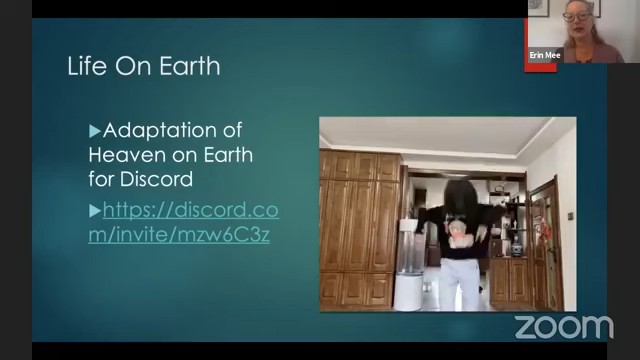 Life On Earth
Adaptation of
Heaven on Earth
for Discord
https://discord.co
m/invite/mzw6C3z
Erin Mee
zoom